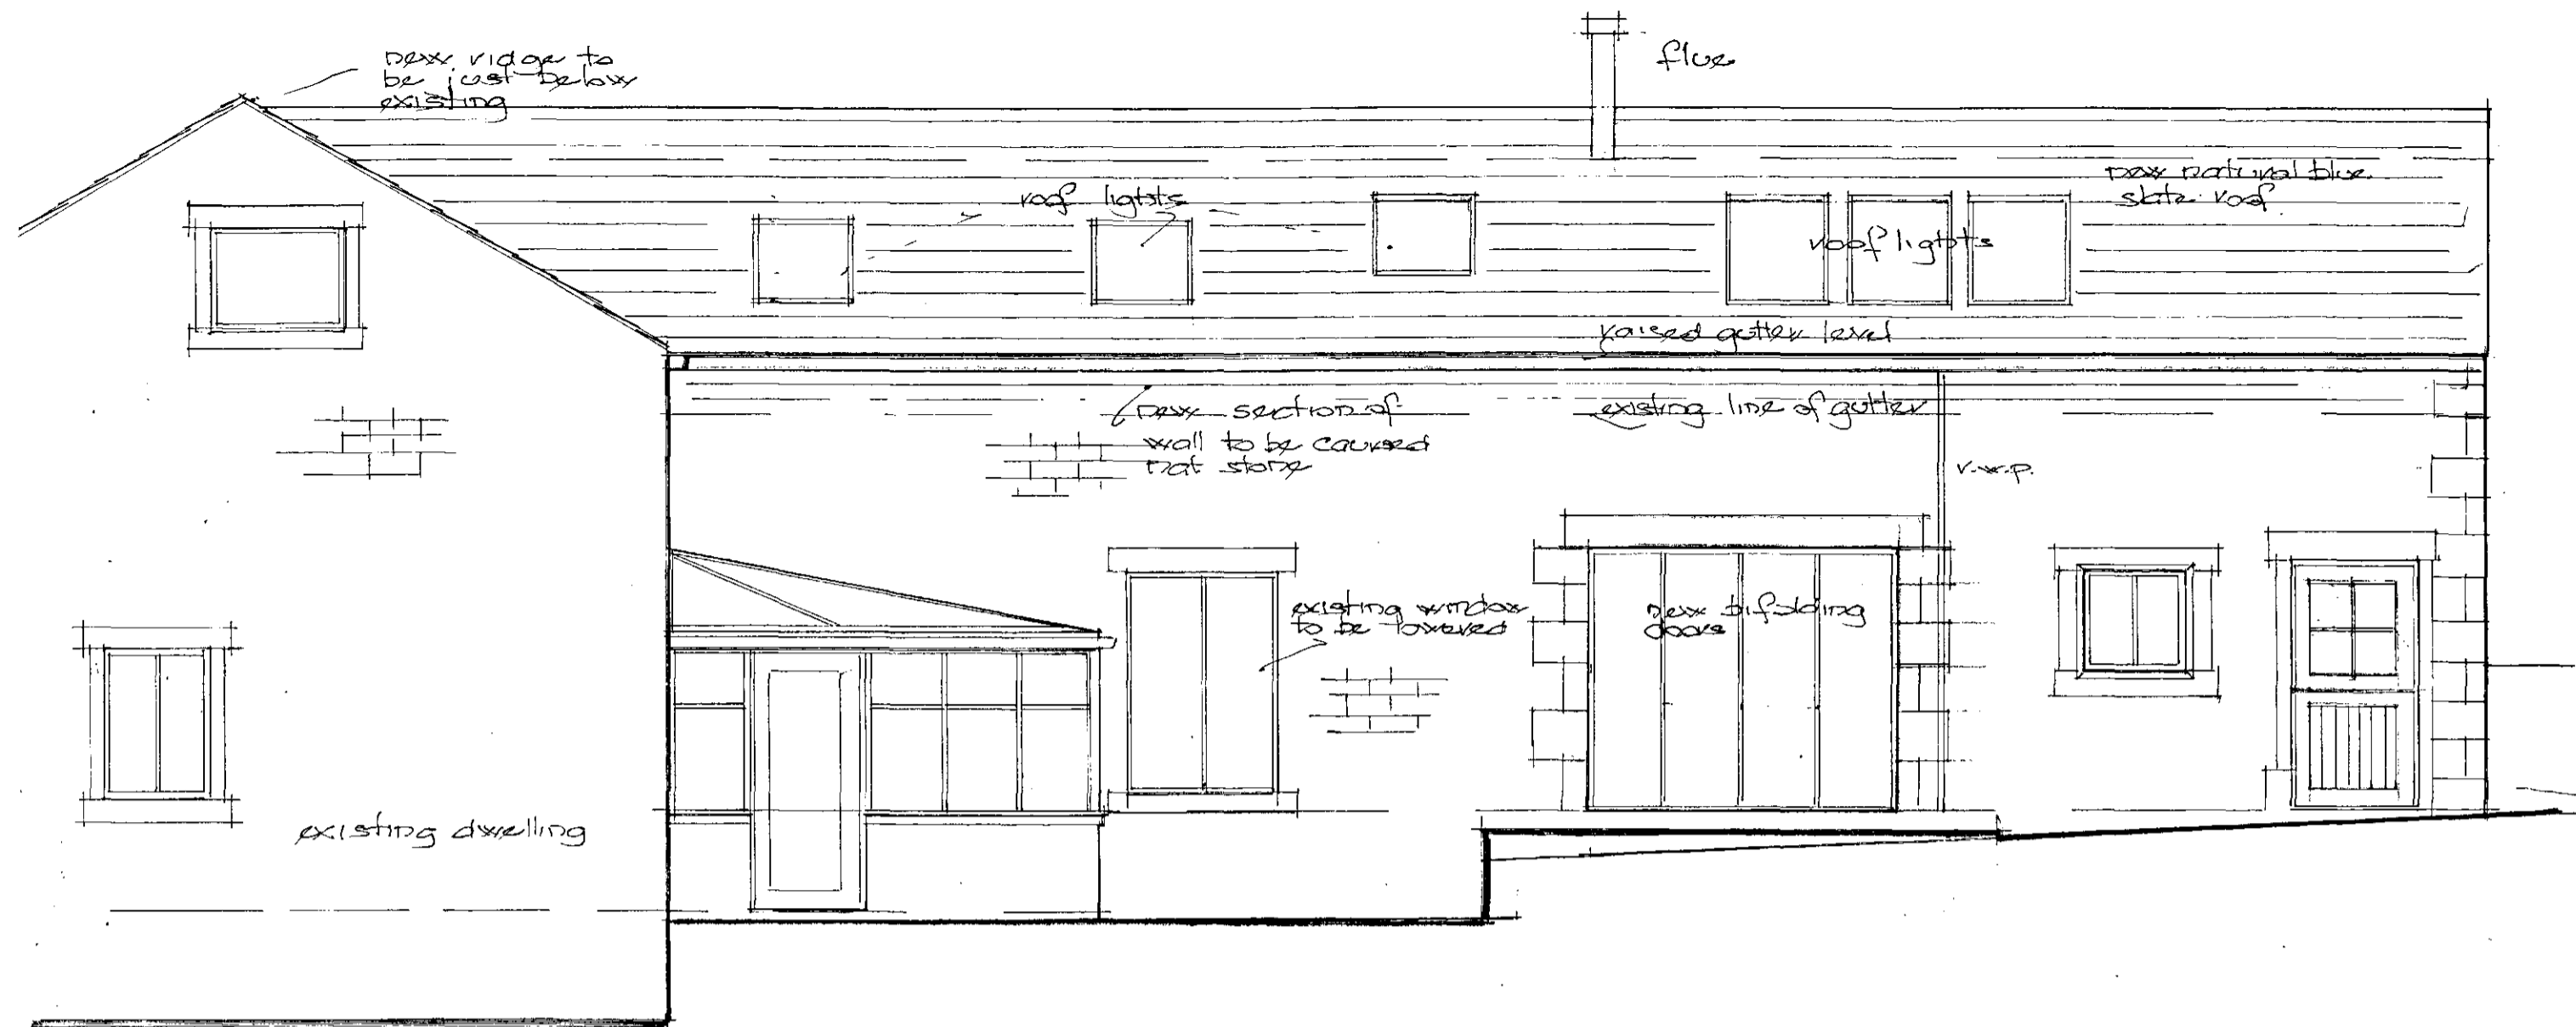 new ridge to
be just below
existing
flue
roof lights
new natural blue
slate roof
roof lights
raised gutter level
new section of
wall to be coursed
nat stone
existing line of gutter
r.w.p.
existing window
to be lowered
new bifolding
doors
existing dwelling